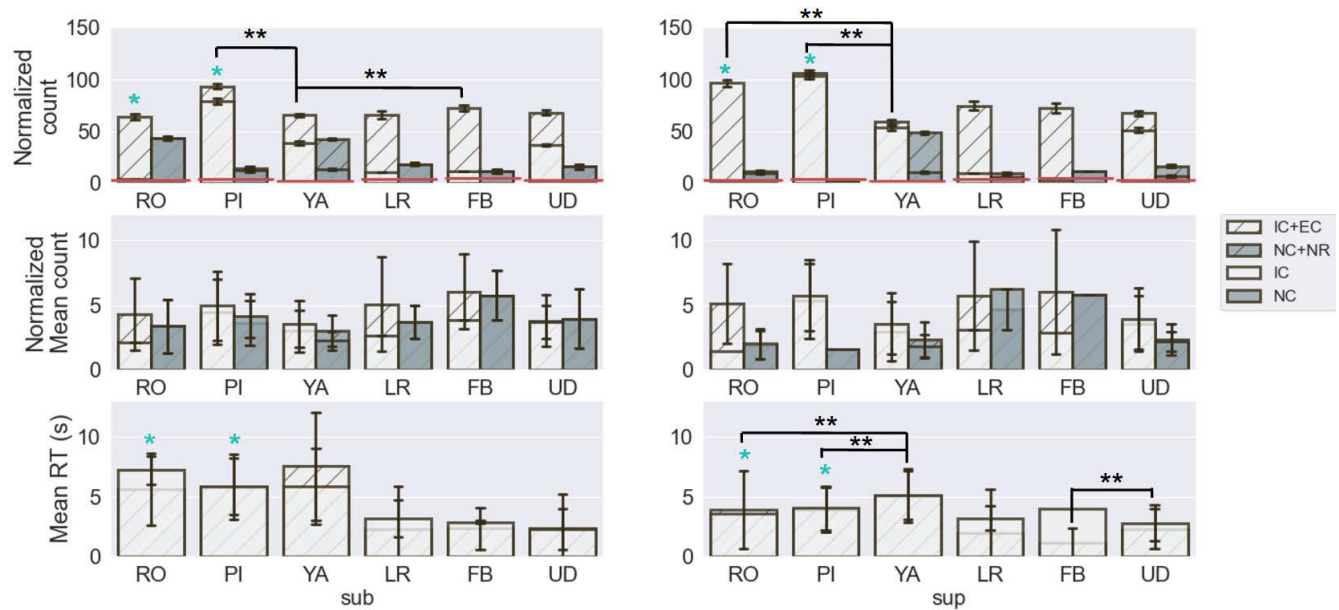 Normalized
count
150
100
50
0
**
**
*
*
RO PI YA LR FB UD
150
100
50
0
**
**
*
*
RO PI YA LR FB UD
Normalized
Mean count
10
5
0
RO PI YA LR FB UD
10
5
0
RO PI YA LR FB UD
IC+EC
NC+NR
IC
NC
Mean RT (s)
10
5
0
*
*
RO PI YA LR FB UD
sub
10
5
0
**
**
**
*
*
RO PI YA LR FB UD
sup